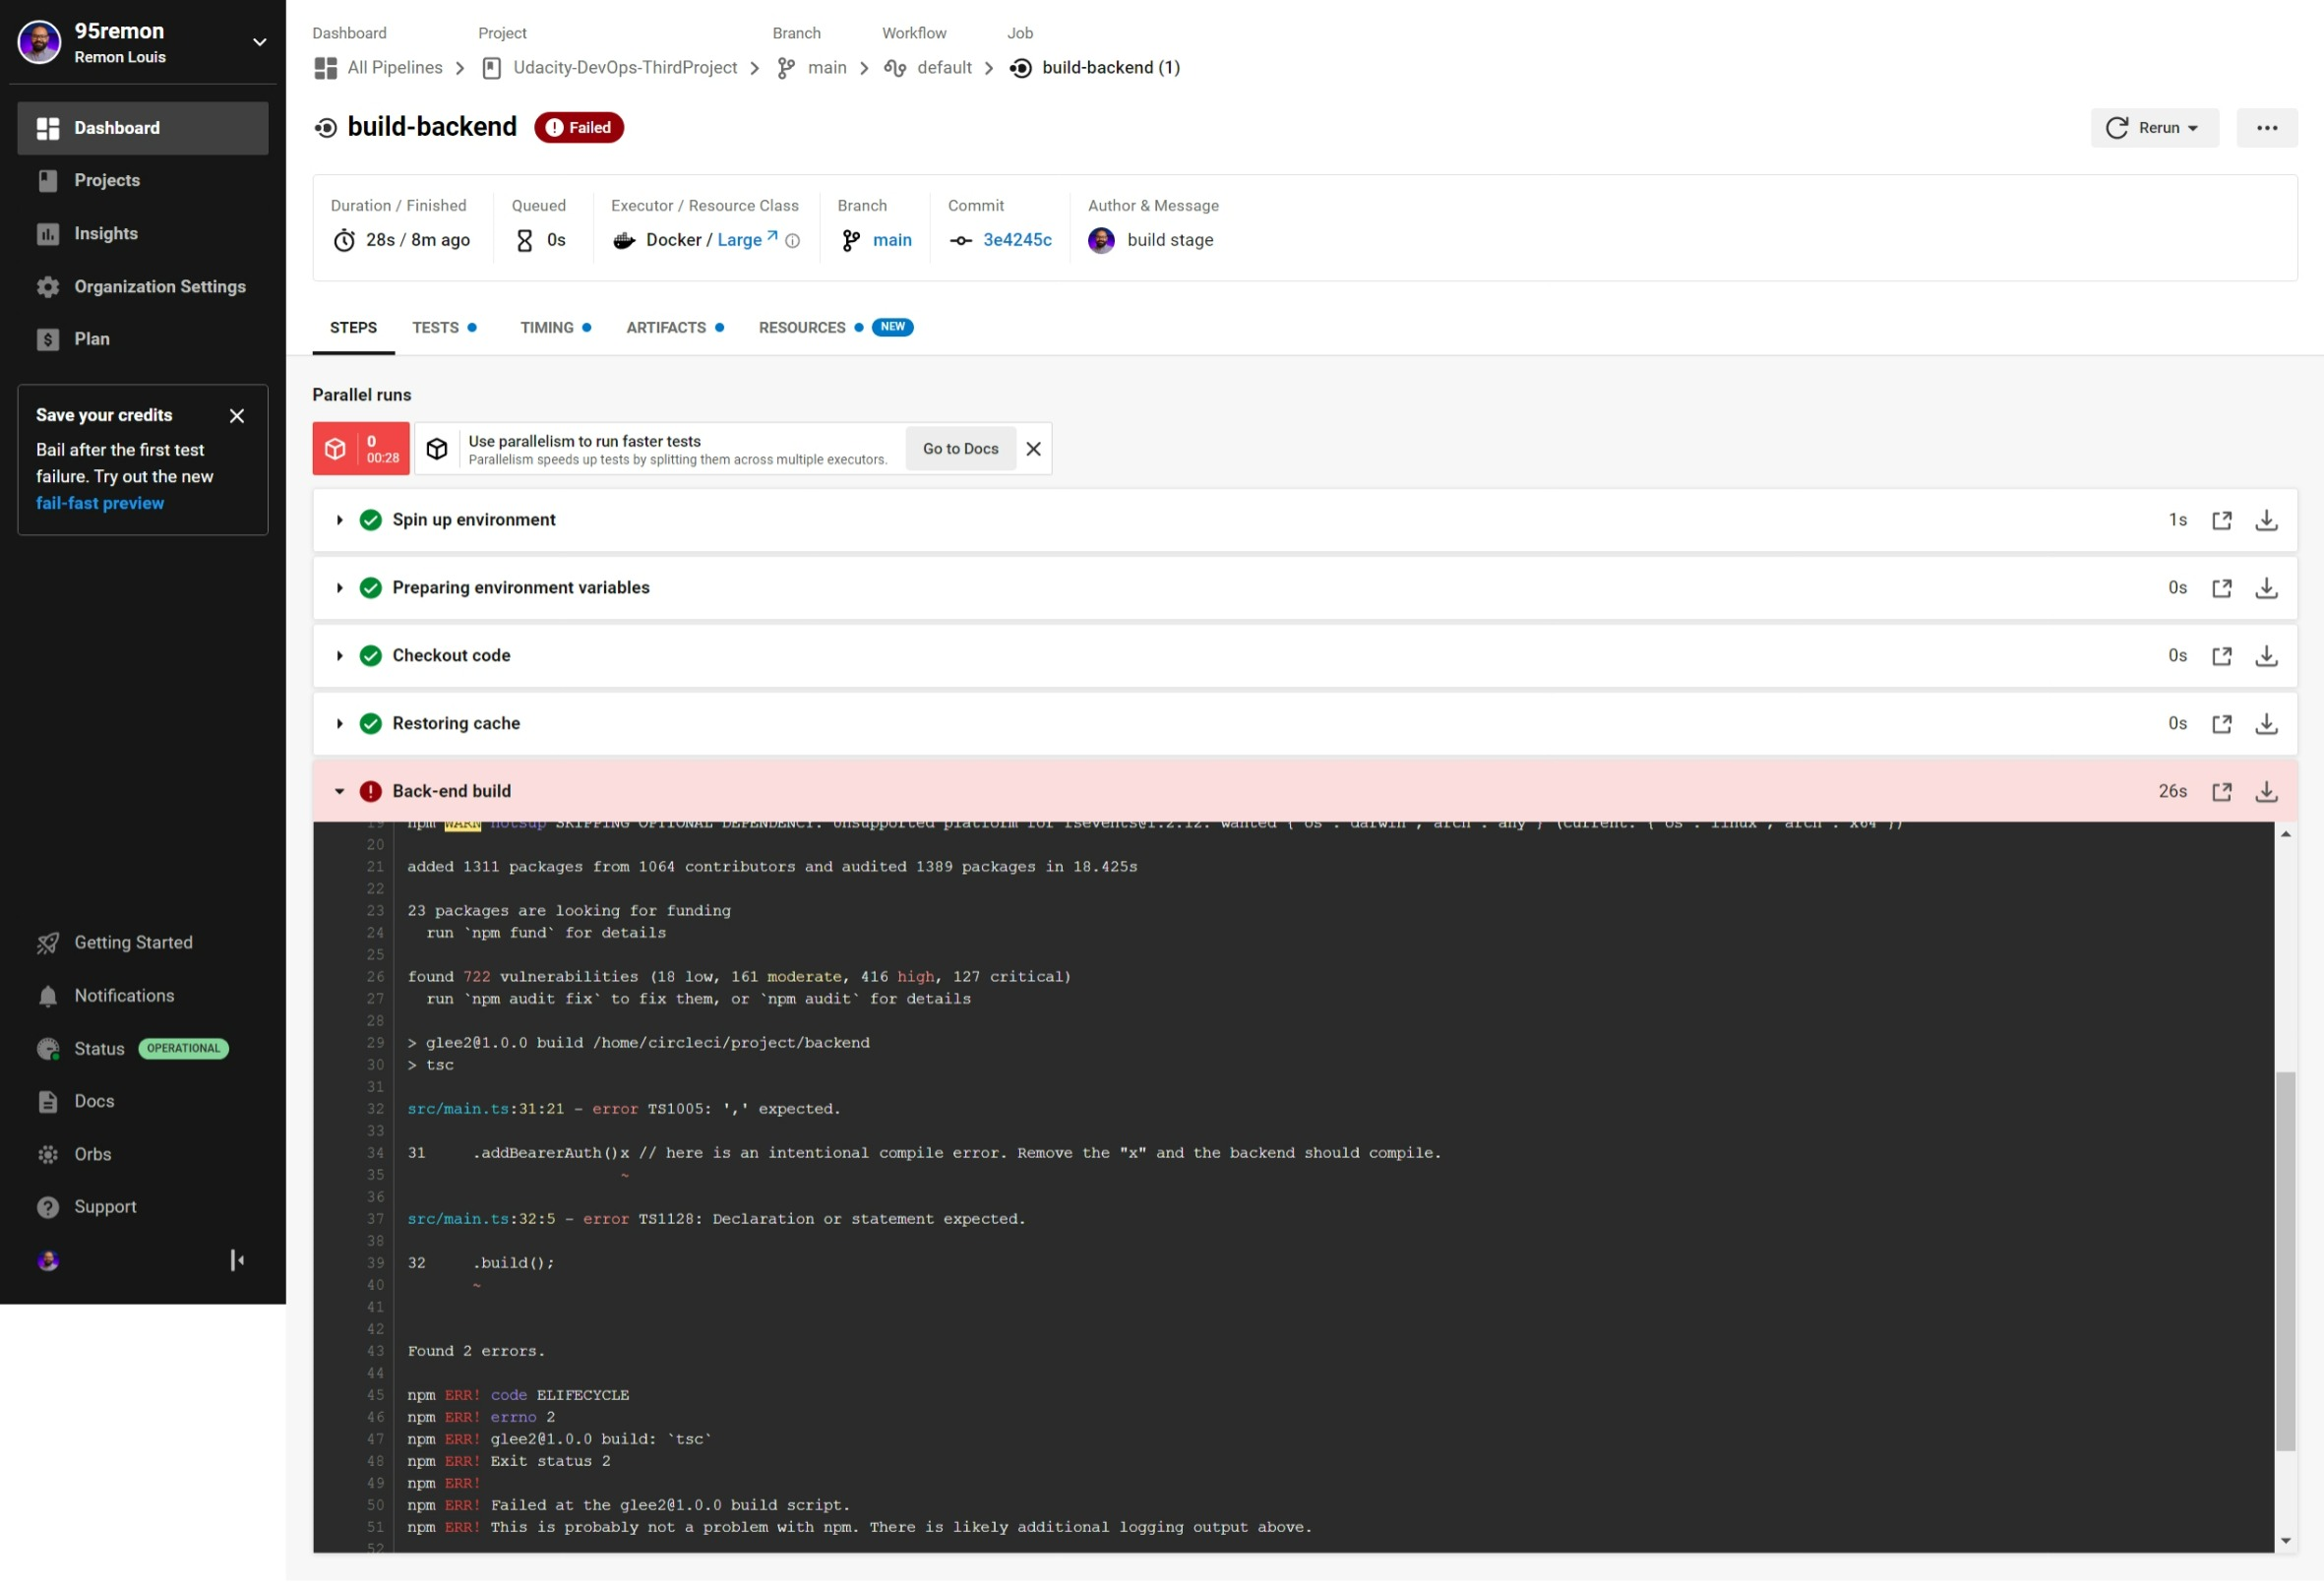 95remon
Remon Louis
Dashboard
Projects
Insights
Organization Settings
Plan
Save your credits
Bail after the first test
failure. Try out the new
fail-fast preview
Getting Started
Notifications
Status OPERATIONAL
Docs
Orbs
Support
Dashboard Project Branch Workflow Job
All Pipelines Udacity-DevOps-ThirdProject main default build-backend (1)
build-backend Failed
Rerun
Duration / Finished Queued Executor / Resource Class Branch Commit Author & Message
28s / 8m ago 0s Docker / Large main 3e4245c build stage
STEPS TESTS TIMING ARTIFACTS RESOURCES NEW
Parallel runs
0
00:28
Use parallelism to run faster tests
Parallelism speeds up tests by splitting them across multiple executors.
Go to Docs
Spin up environment 1s
Preparing environment variables 0s
Checkout code 0s
Restoring cache 0s
Back-end build 26s
19 npm WARN notsup SKIPPING OPTIONAL DEPENDENCY: Unsupported platform for fsevents@1.2.12: wanted {"os":"darwin","arch":"any"} (current: {"os":"linux","arch":"x64"})
20
21 added 1311 packages from 1064 contributors and audited 1389 packages in 18.425s
22
23 23 packages are looking for funding
24 run `npm fund` for details
25
26 found 722 vulnerabilities (18 low, 161 moderate, 416 high, 127 critical)
27 run `npm audit fix` to fix them, or `npm audit` for details
28
29 > glee2@1.0.0 build /home/circleci/project/backend
30 > tsc
31
32 src/main.ts:31:21 - error TS1005: ',' expected.
33
34 31 .addBearerAuth()x // here is an intentional compile error. Remove the "x" and the backend should compile.
35 ~
36
37 src/main.ts:32:5 - error TS1128: Declaration or statement expected.
38
39 32 .build();
40 ~
41
42
43 Found 2 errors.
44
45 npm ERR! code ELIFECYCLE
46 npm ERR! errno 2
47 npm ERR! glee2@1.0.0 build: `tsc`
48 npm ERR! Exit status 2
49 npm ERR!
50 npm ERR! Failed at the glee2@1.0.0 build script.
51 npm ERR! This is probably not a problem with npm. There is likely additional logging output above.
52